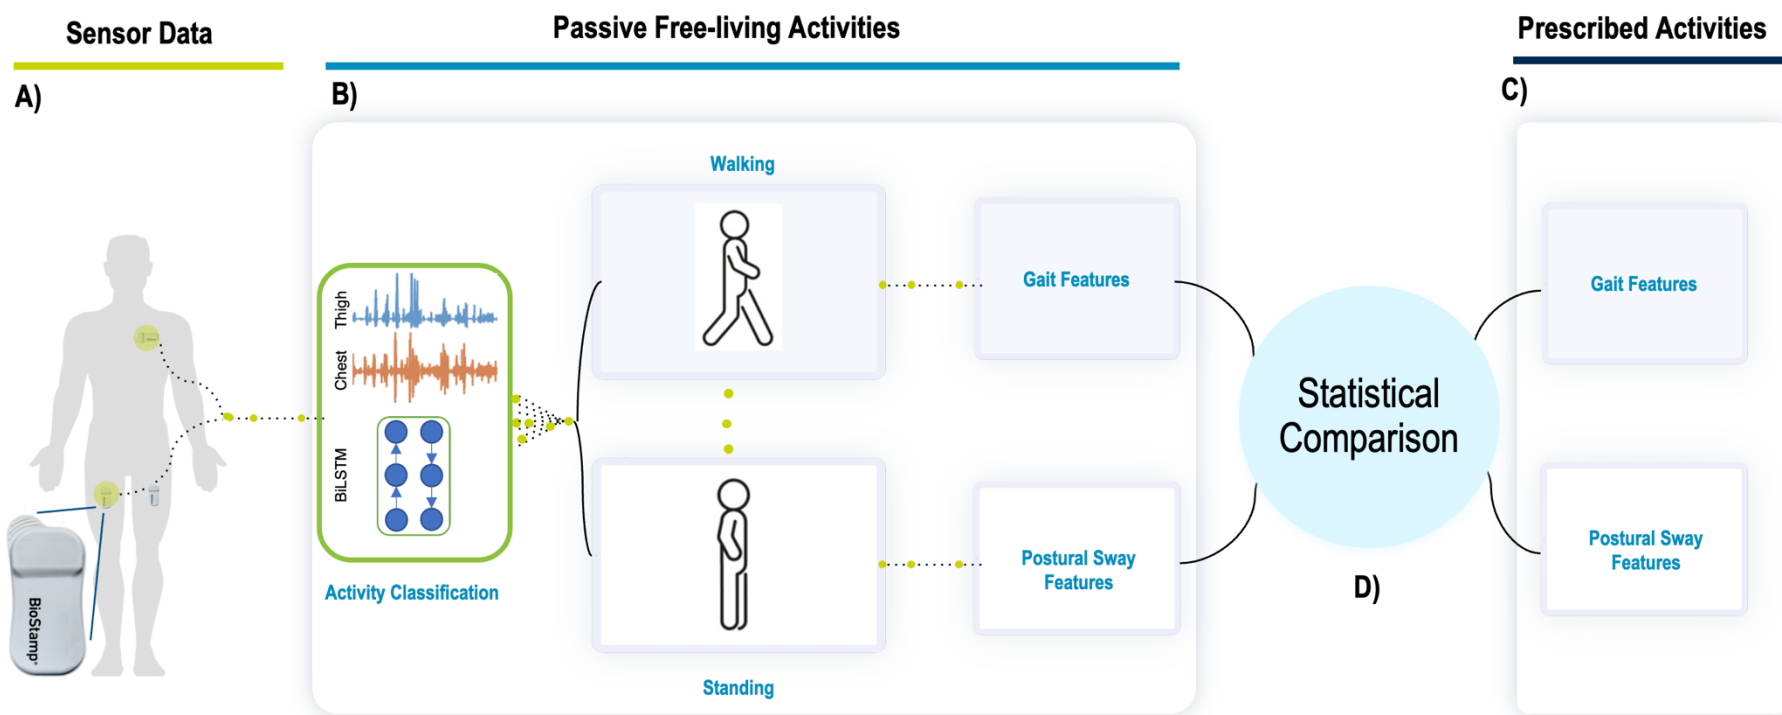 Sensor Data
Passive Free-living Activities
Prescribed Activities
A)
B)
C)
Walking
Thigh
Chest
BiLSTM
Activity Classification
Gait Features
Standing
Postural Sway
Features
Statistical
Comparison
D)
Gait Features
Postural Sway
Features
BioStamp®